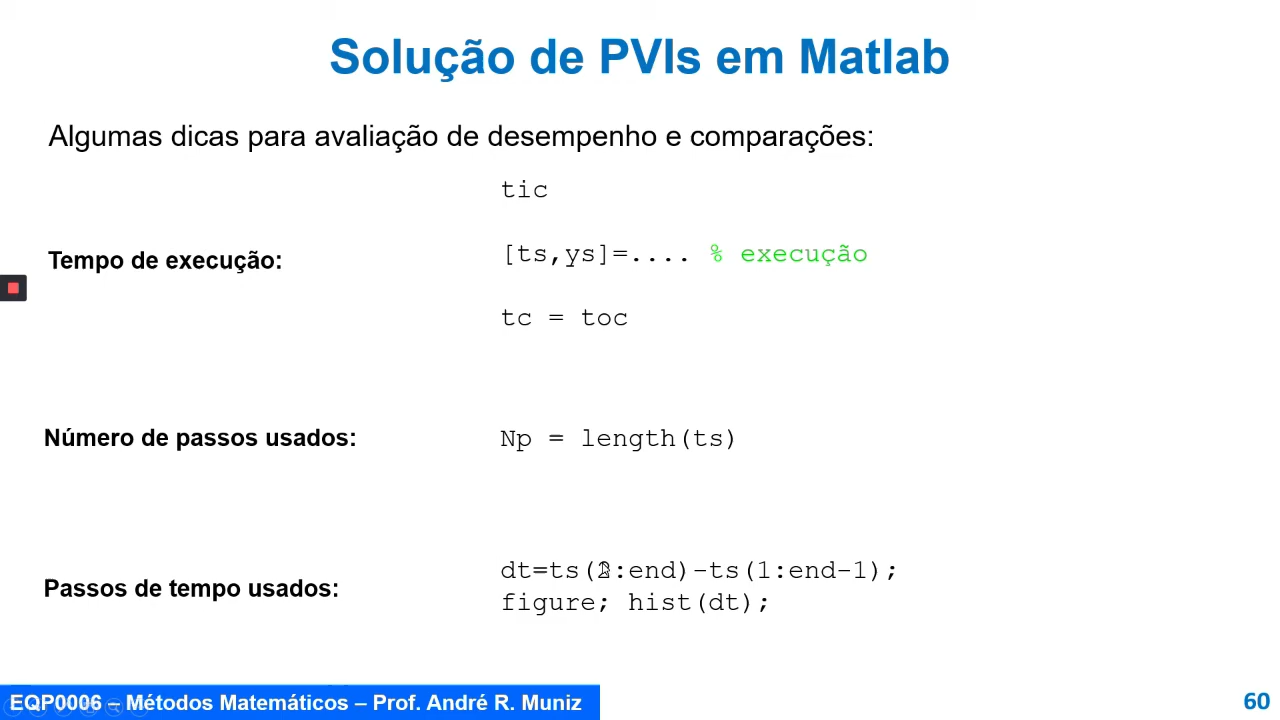 Solução de PVIs em Matlab
Algumas dicas para avaliação de desempenho e comparações:
tic
Tempo de execução:
[ts,ys]=.... % execução
tc = toc
Número de passos usados:
Np = length(ts)
Passos de tempo usados:
dt=ts(2:end)-ts(1:end-1);
figure; hist(dt);
EQP0006 – Métodos Matemáticos – Prof. André R. Muniz
60